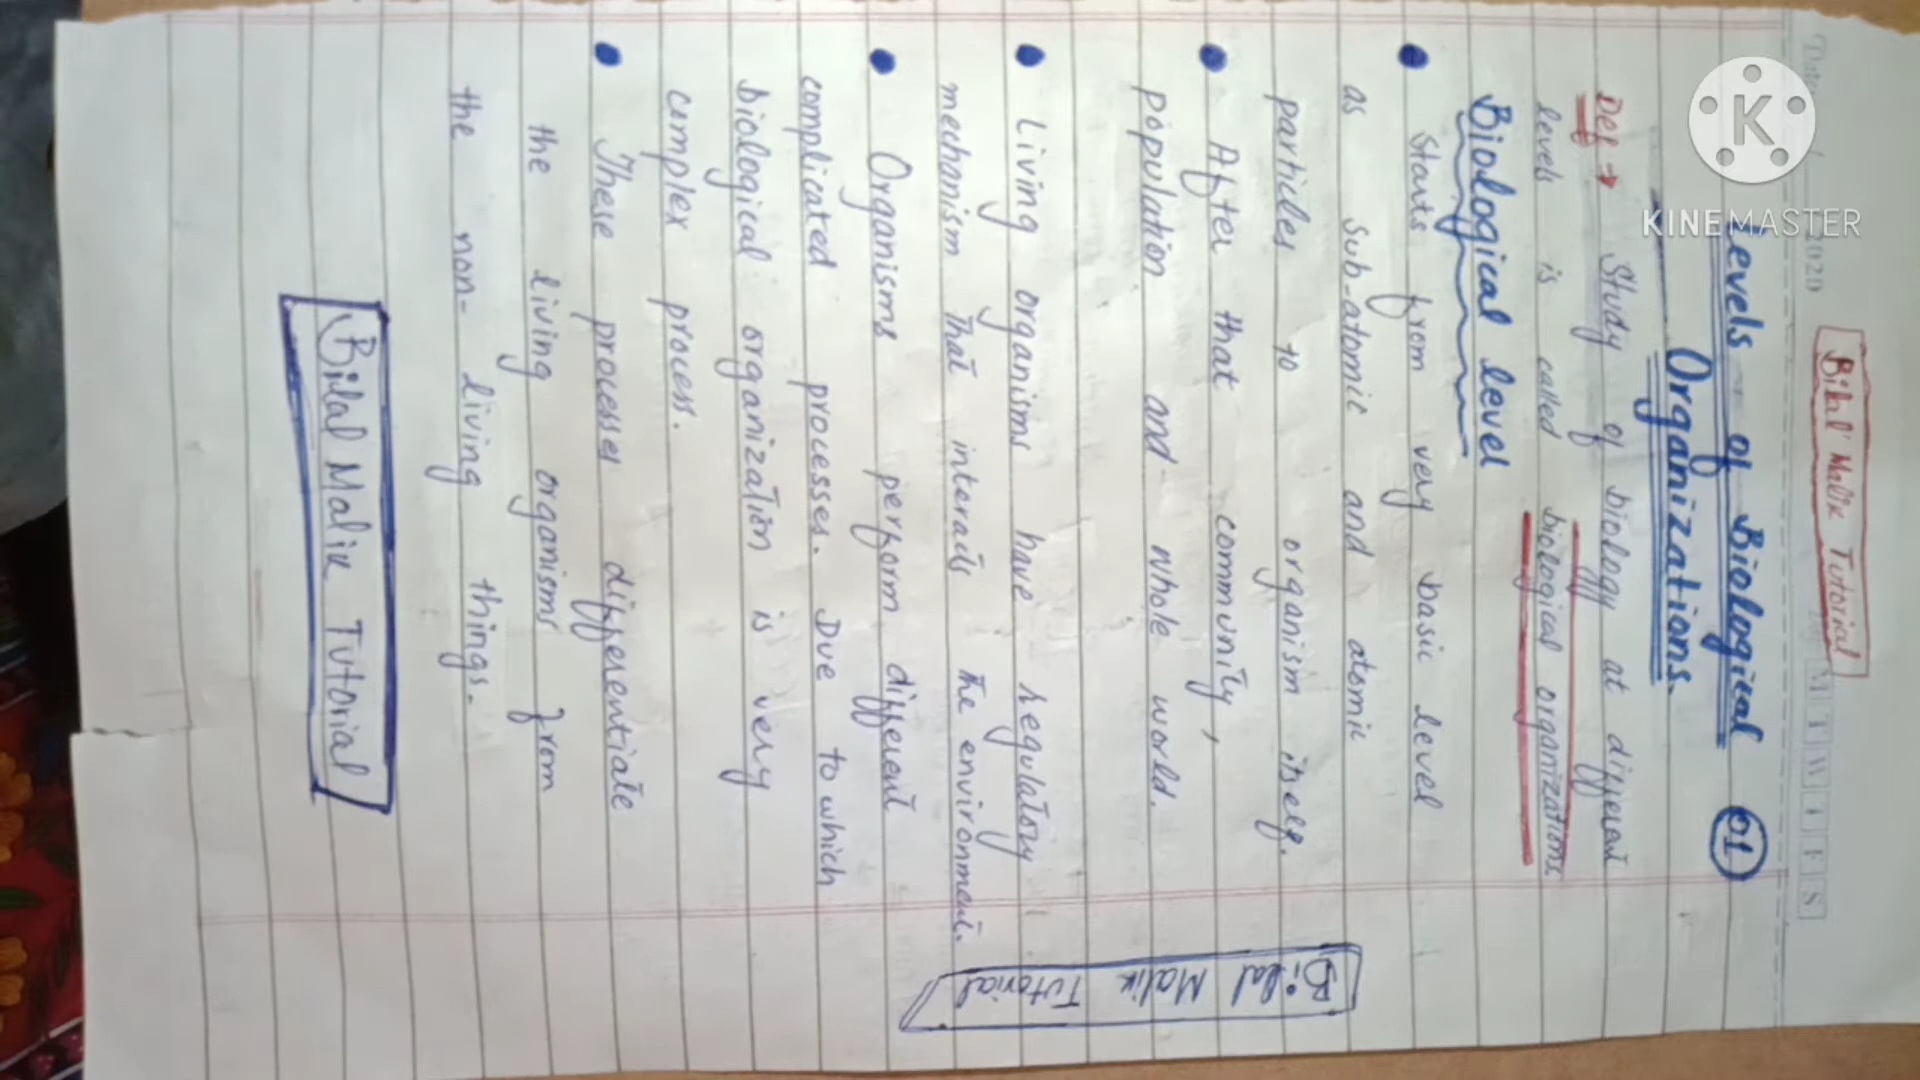 Bilal Malik Tutorial
2020
M T W T F S
Levels of Biological 01
Organizations.
Def → Study of biology at different
levels is called biological organizations
Biological level
• Starts from very basic level
as sub-atomic and atomic
particles to organism itself.
• After that community,
population and whole world.
• Living organisms have regulatory
mechanism that interacts the environment.
• Organisms perform different
complicated processes. Due to which
biological organization is very
complex process.
• These processes differentiate
the living organisms from
the non-living things.
Bilal Malik Tutorial
Bilal Malik Tutorial
K
KINEMASTER